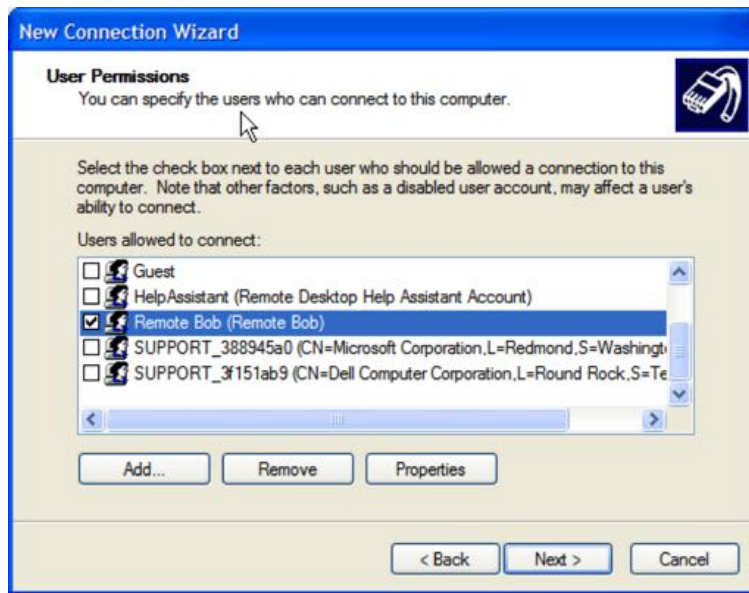 New Connection Wizard
User Permissions
You can specify the users who can connect to this computer.
Select the check box next to each user who should be allowed a connection to this
computer. Note that other factors, such as a disabled user account, may affect a user's
ability to connect.
Users allowed to connect:
Guest
HelpAssistant (Remote Desktop Help Assistant Account)
Remote Bob (Remote Bob)
SUPPORT_388945a0 (CN=Microsoft Corporation,L=Redmond,S=Washingt
SUPPORT_3f151ab9 (CN=Dell Computer Corporation,L=Round Rock,S=Te
Add... Remove Properties
< Back Next > Cancel